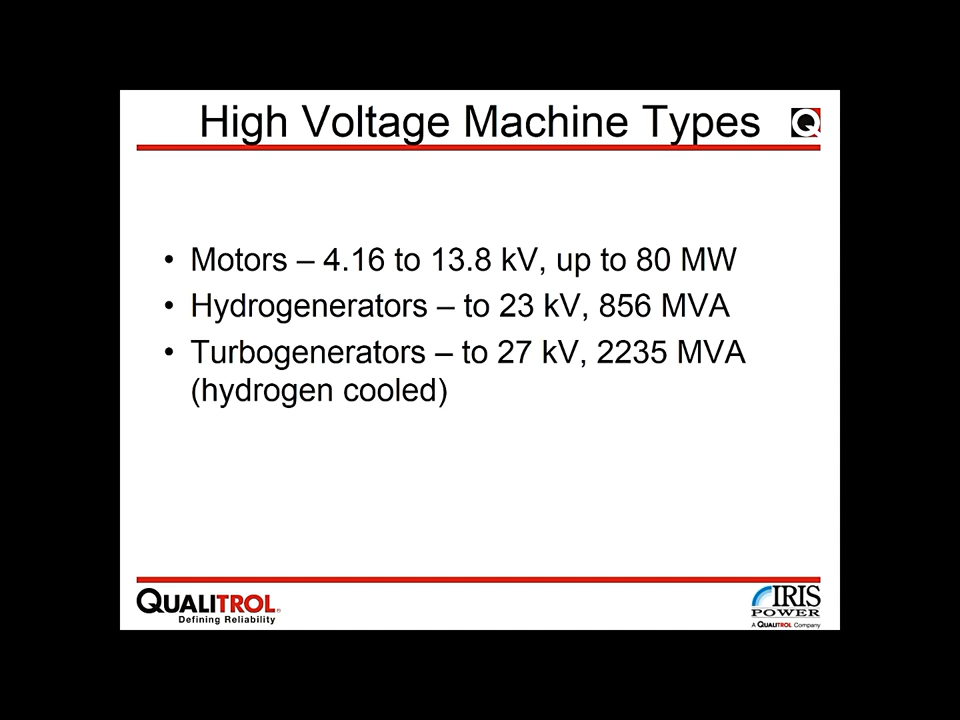 High Voltage Machine Types
• Motors – 4.16 to 13.8 kV, up to 80 MW
• Hydrogenerators – to 23 kV, 856 MVA
• Turbogenerators – to 27 kV, 2235 MVA
(hydrogen cooled)
QUALITROL®
Defining Reliability
IRIS
POWER
A QUALITROL Company